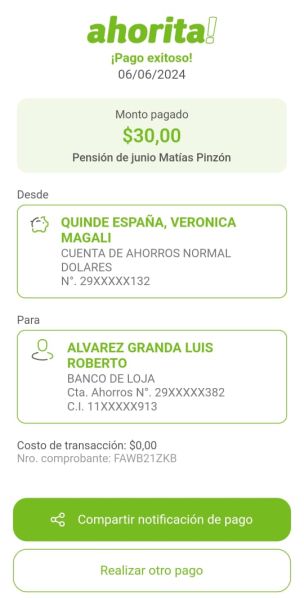 ahorita!
¡Pago exitoso!
06/06/2024
Monto pagado
$30,00
Pensión de junio Matías Pinzón
Desde
QUINDE ESPAÑA, VERONICA
MAGALI
CUENTA DE AHORROS NORMAL
DOLARES
N°. 29XXXXX132
Para
ALVAREZ GRANDA LUIS
ROBERTO
BANCO DE LOJA
Cta. Ahorros N°. 29XXXXX382
C.I. 11XXXXX913
Costo de transacción: $0,00
Nro. comprobante: FAWB21ZKB
Compartir notificación de pago
Realizar otro pago